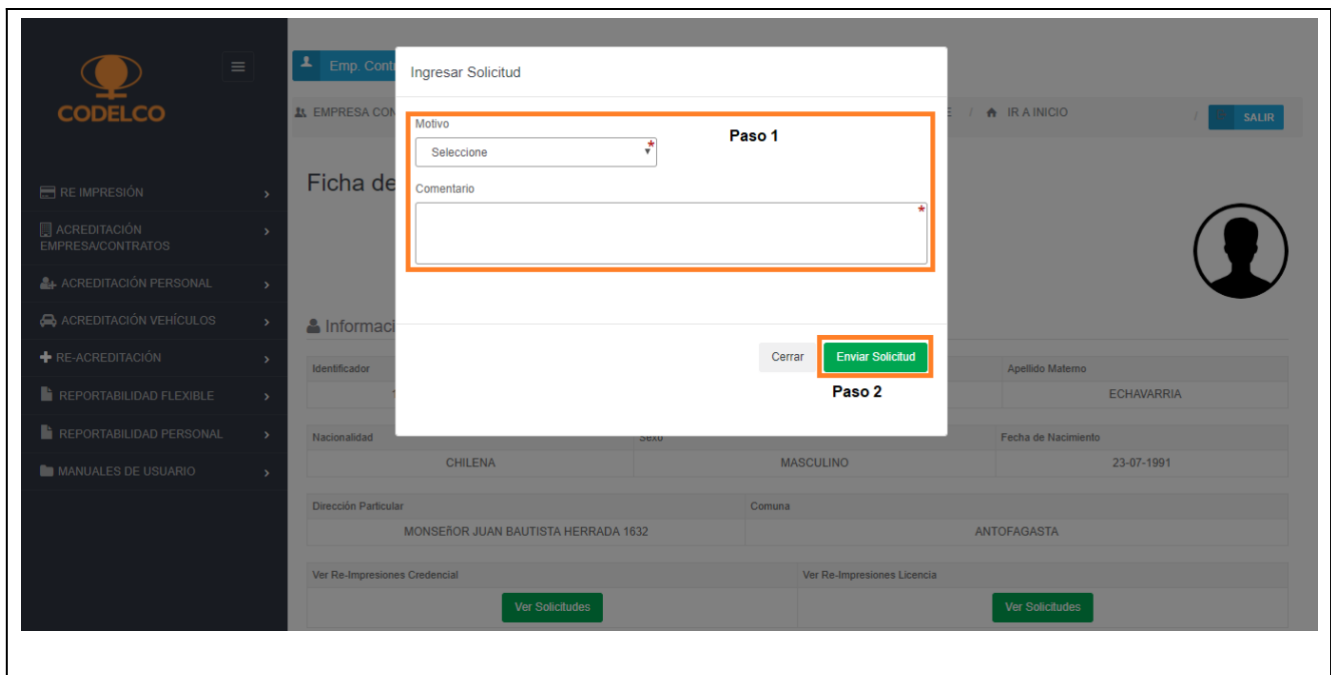 CODELCO
Emp. Cont
EMPRESA CON
/ IR A INICIO / SALIR
RE IMPRESIÓN
ACREDITACIÓN
EMPRESA/CONTRATOS
ACREDITACIÓN PERSONAL
ACREDITACIÓN VEHÍCULOS
RE-ACREDITACIÓN
REPORTABILIDAD FLEXIBLE
REPORTABILIDAD PERSONAL
MANUALES DE USUARIO
Ingresar Solicitud
Motivo
Paso 1
Seleccione *
Comentario
*
Cerrar Enviar Solicitud
Paso 2
Ficha de
Informaci
Identificador Apellido Materno
ECHAVARRIA
Nacionalidad Sexo Fecha de Nacimiento
CHILENA MASCULINO 23-07-1991
Dirección Particular Comuna
MONSEñOR JUAN BAUTISTA HERRADA 1632 ANTOFAGASTA
Ver Re-Impresiones Credencial Ver Re-Impresiones Licencia
Ver Solicitudes Ver Solicitudes